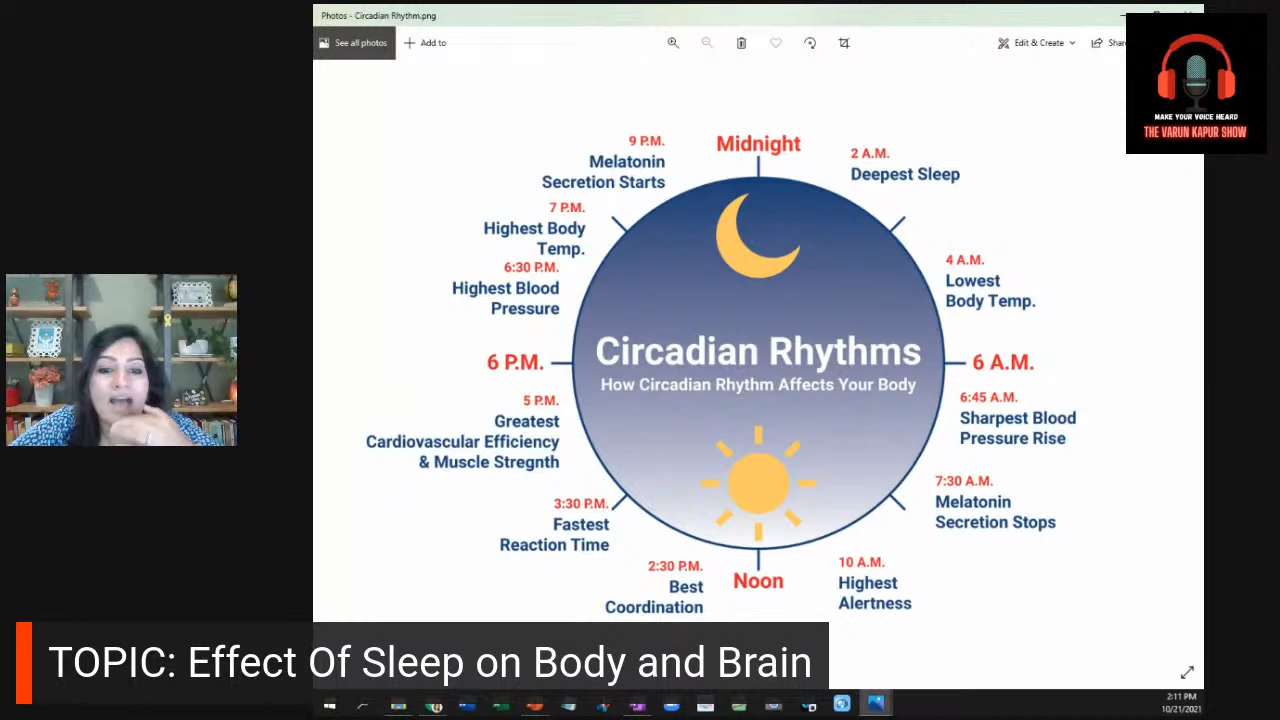 Photos - Circadian Rhythm.png
See all photos
Add to
Edit & Create
MAKE YOUR VOICE HEARD
THE VARUN KAPUR SHOW
Midnight
9 P.M.
Melatonin
Secretion Starts
2 A.M.
Deepest Sleep
7 P.M.
Highest Body
Temp.
6:30 P.M.
Highest Blood
Pressure
4 A.M.
Lowest
Body Temp.
Circadian Rhythms
How Circadian Rhythm Affects Your Body
6 P.M.
6 A.M.
5 P.M.
Greatest
Cardiovascular Efficiency
& Muscle Stregnth
6:45 A.M.
Sharpest Blood
Pressure Rise
3:30 P.M.
Fastest
Reaction Time
7:30 A.M.
Melatonin
Secretion Stops
2:30 P.M.
Best
Coordination
Noon
10 A.M.
Highest
Alertness
TOPIC: Effect Of Sleep on Body and Brain
2:11 PM
10/21/2021